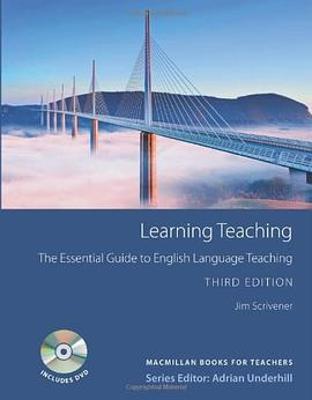 Learning Teaching
The Essential Guide to English Language Teaching
THIRD EDITION
Jim Scrivener
INCLUDES DVD
MACMILLAN BOOKS FOR TEACHERS
Series Editor: Adrian Underhill